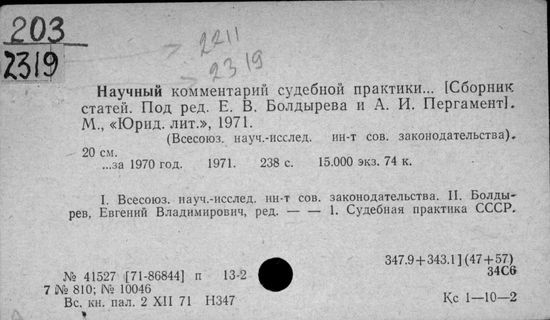 203
2319
2211
2319
Научный комментарий судебной практики... [Сборник
статей. Под ред. Е. В. Болдырева и А. И. Пергамент].
М., «Юрид. лит.», 1971.
(Всесоюз. науч.-исслед. ин-т сов. законодательства).
20 см.
...за 1970 год. 1971. 238 с. 15.000 экз. 74 к.
I. Всесоюз. науч.-исслед. ин-т сов. законодательства. II. Болды-
рев, Евгений Владимирович, ред. — — 1. Судебная практика СССР.
347.9+343.1](47+57)
34С6
№ 41527 [71-86844] п 13-2
7 № 810; № 10046
Вс. кн. пал. 2 XII 71 Н347
Кс 1—10—2